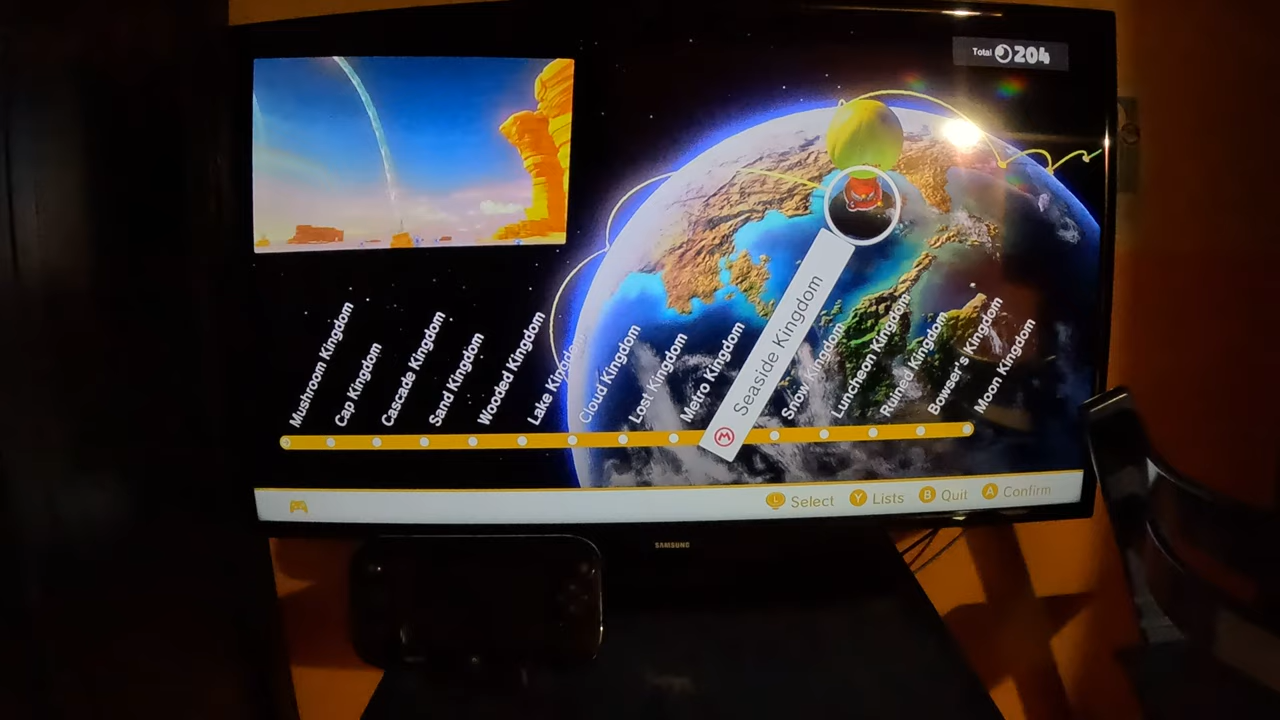 Total 204
Mushroom Kingdom
Cap Kingdom
Cascade Kingdom
Sand Kingdom
Wooded Kingdom
Lake Kingdom
Cloud Kingdom
Lost Kingdom
Metro Kingdom
Seaside Kingdom
Snow Kingdom
Luncheon Kingdom
Ruined Kingdom
Bowser's Kingdom
Moon Kingdom
L Select Y Lists B Quit A Confirm
SAMSUNG